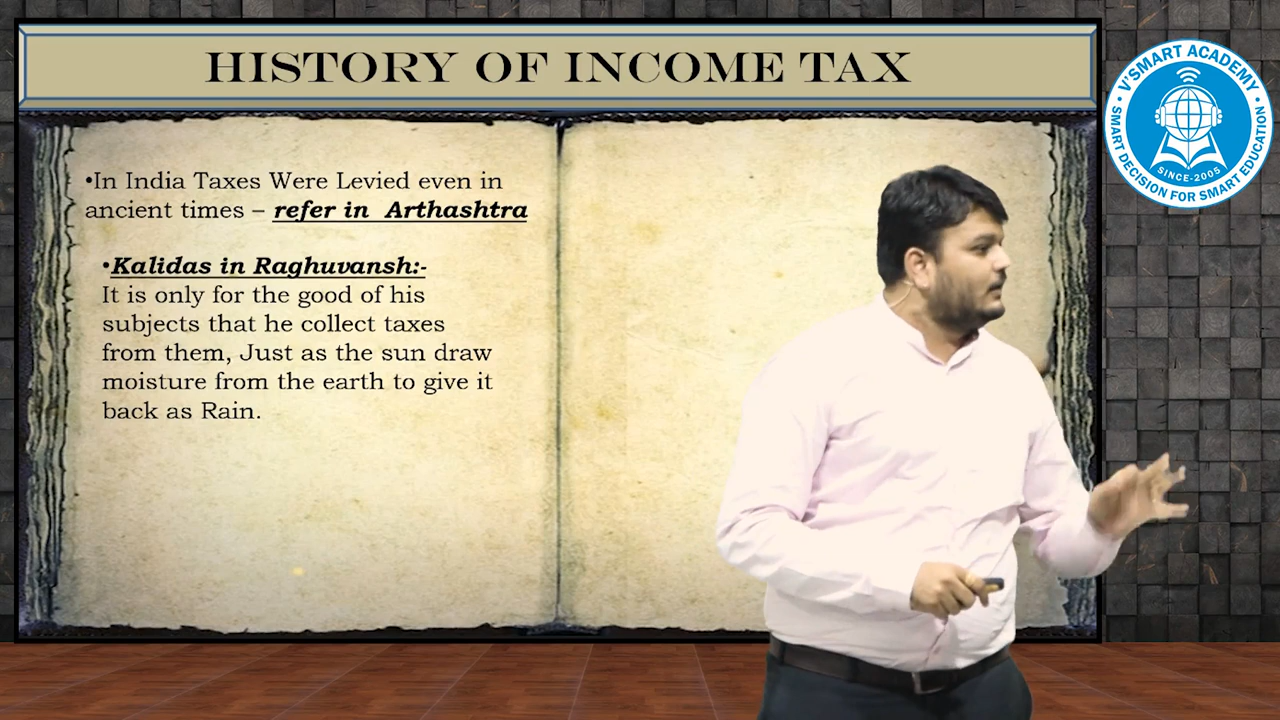 HISTORY OF INCOME TAX
•In India Taxes Were Levied even in
ancient times – refer in Arthashtra
•Kalidas in Raghuvansh:-
It is only for the good of his
subjects that he collect taxes
from them, Just as the sun draw
moisture from the earth to give it
back as Rain.
V'SMART ACADEMY
SINCE-2005
SMART DECISION FOR SMART EDUCATION